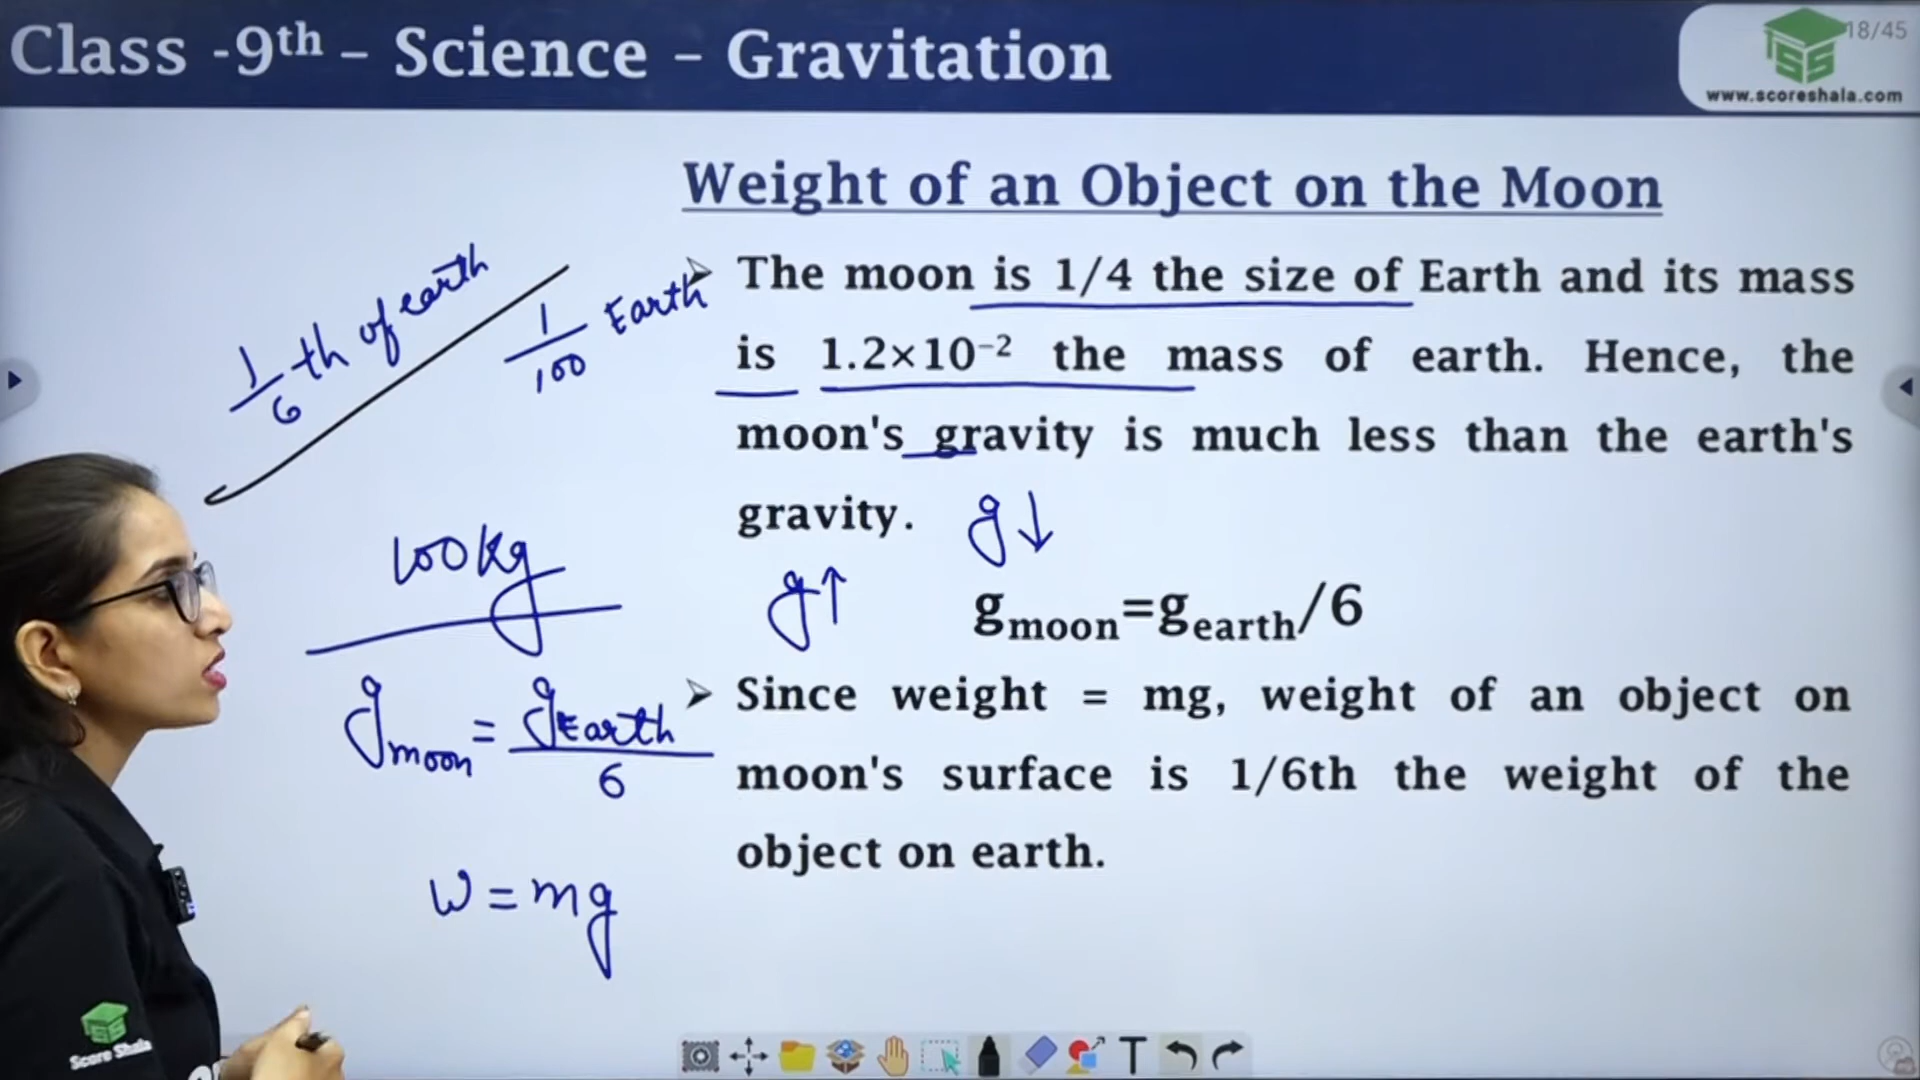 Class -9th – Science – Gravitation
18/45
www.scoreshala.com
Weight of an Object on the Moon
➢ The moon is 1/4 the size of Earth and its mass
is 1.2×10⁻² the mass of earth. Hence, the
moon's gravity is much less than the earth's
gravity.
g↓
g↑
gmoon=gearth/6
➢ Since weight = mg, weight of an object on
moon's surface is 1/6th the weight of the
object on earth.
1/6 th of earth
1/100 Earth
100kg
gmoon = gEarth/6
W = mg
Score Shala
T